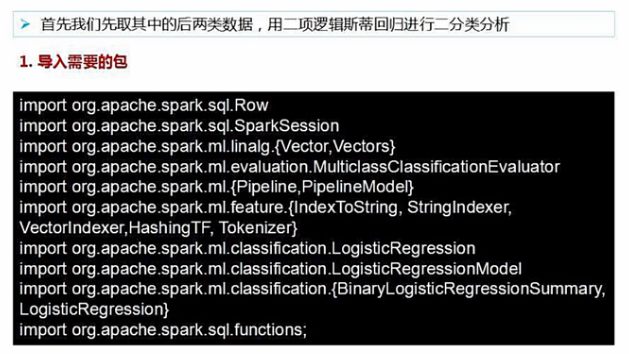 首先我们先取其中的后两类数据，用二项逻辑斯蒂回归进行二分类分析
1. 导入需要的包
import org.apache.spark.sql.Row
import org.apache.spark.sql.SparkSession
import org.apache.spark.ml.linalg.{Vector,Vectors}
import org.apache.spark.ml.evaluation.MulticlassClassificationEvaluator
import org.apache.spark.ml.{Pipeline,PipelineModel}
import org.apache.spark.ml.feature.{IndexToString, StringIndexer,
VectorIndexer,HashingTF, Tokenizer}
import org.apache.spark.ml.classification.LogisticRegression
import org.apache.spark.ml.classification.LogisticRegressionModel
import org.apache.spark.ml.classification.{BinaryLogisticRegressionSummary,
LogisticRegression}
import org.apache.spark.sql.functions;